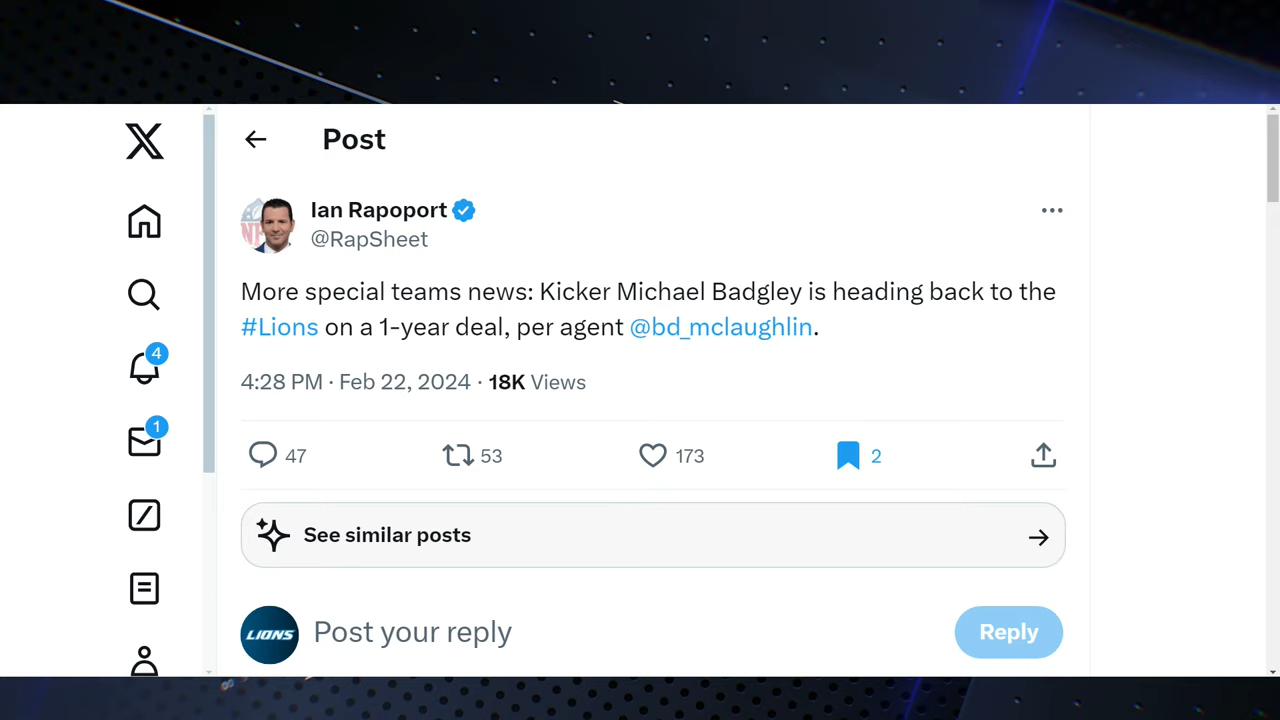 Post
Ian Rapoport
@RapSheet
More special teams news: Kicker Michael Badgley is heading back to the
#Lions on a 1-year deal, per agent @bd_mclaughlin.
4:28 PM · Feb 22, 2024 · 18K Views
4
47 53 173 2
1
See similar posts
LIONS Post your reply Reply